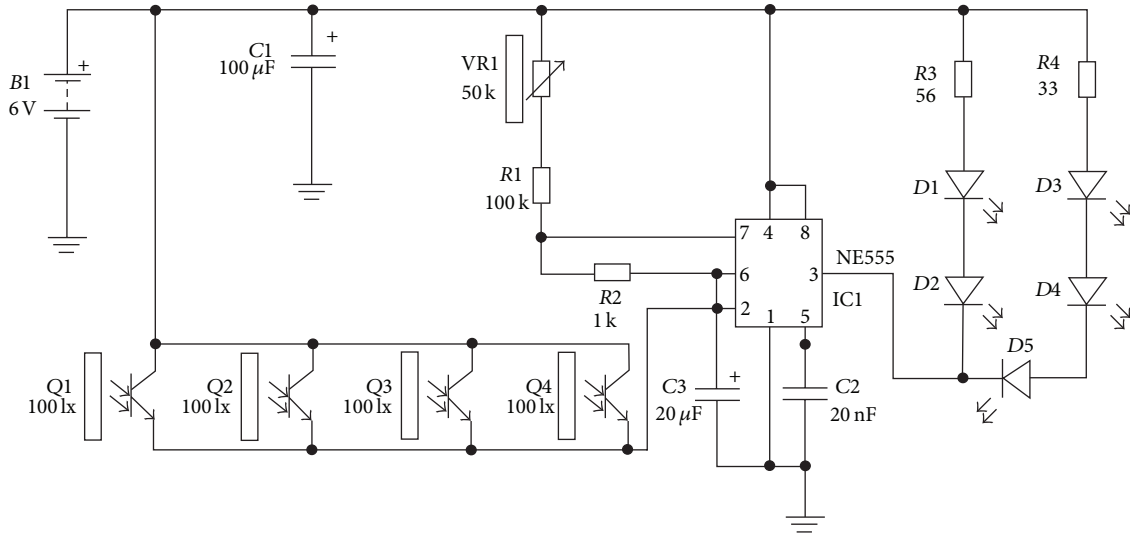 B1
6 V
+
C1
100 μF
+
VR1
50 k
R1
100 k
R2
1 k
7
4
8
6
3
2
1
5
NE555
IC1
R3
56
R4
33
D1
D3
D2
D4
D5
Q1
100 lx
Q2
100 lx
Q3
100 lx
Q4
100 lx
C3
20 μF
+
C2
20 nF